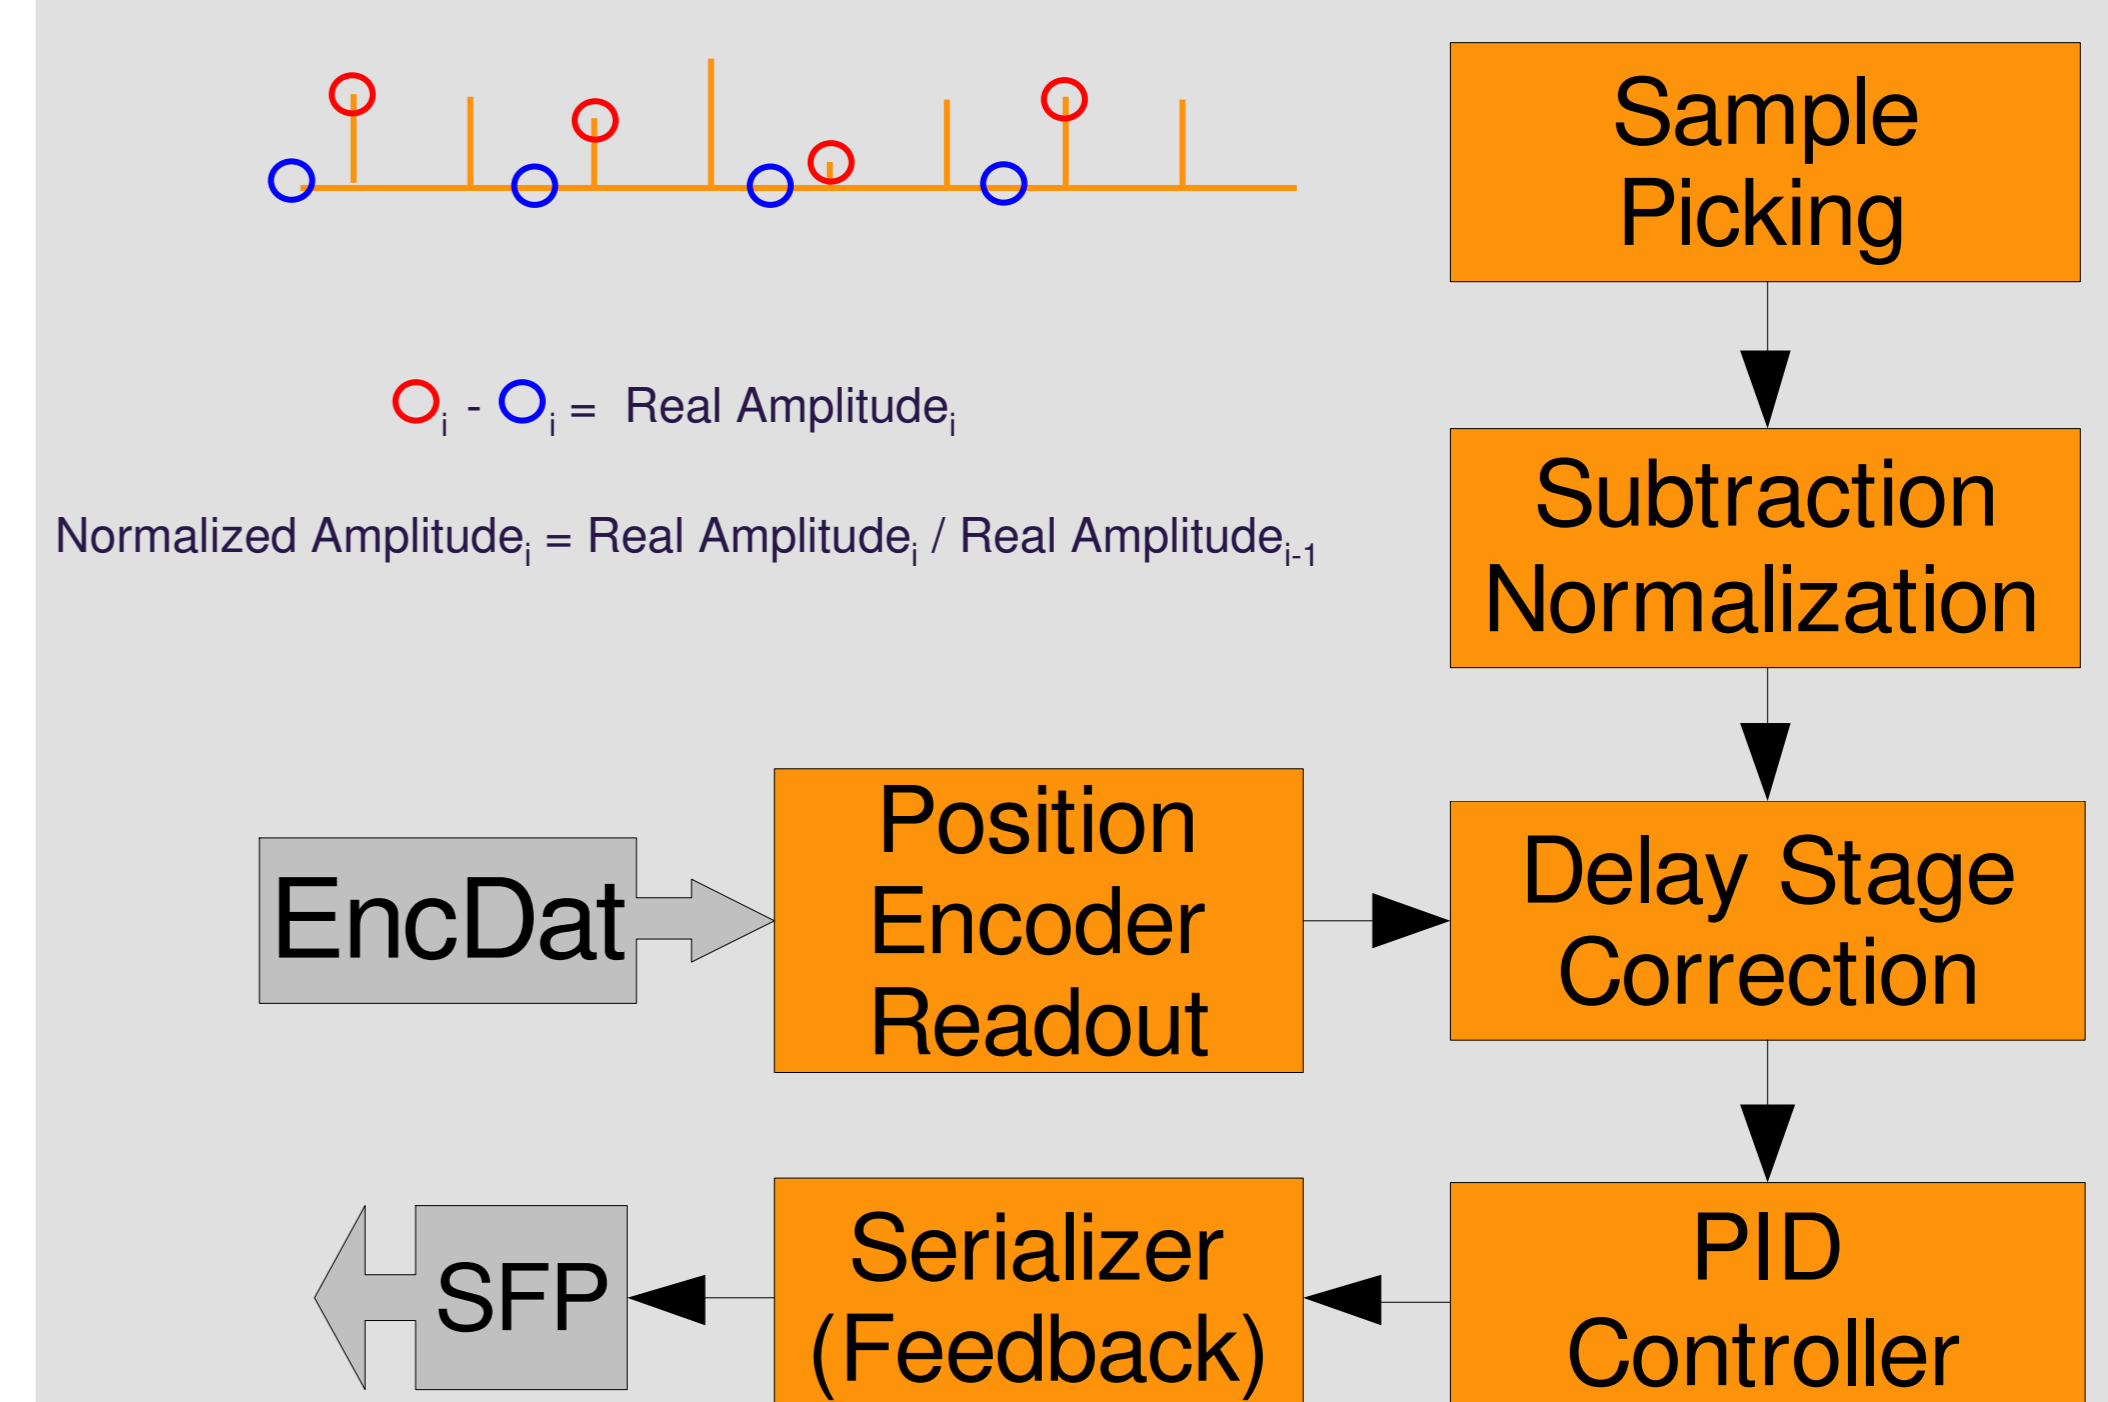 Sample
Picking
i - i = Real Amplitudei
Normalized Amplitudei = Real Amplitudei / Real Amplitudei-1
Subtraction
Normalization
EncDat
Position
Encoder
Readout
Delay Stage
Correction
SFP
Serializer
(Feedback)
PID
Controller